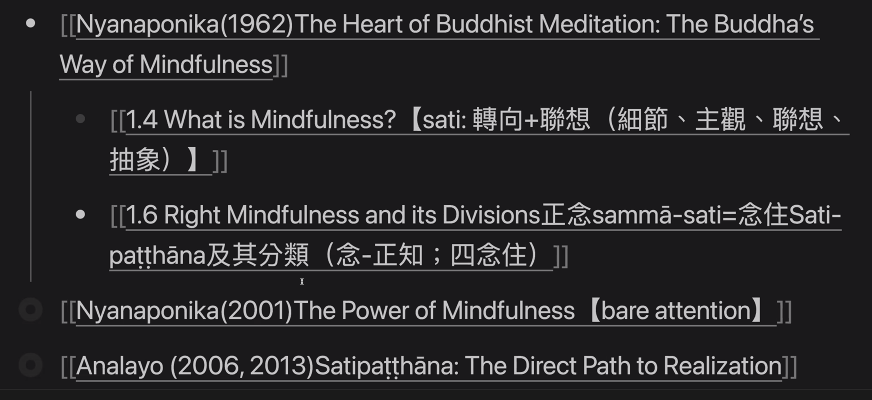 [[Nyanaponika(1962)The Heart of Buddhist Meditation: The Buddha's
Way of Mindfulness]]
[[1.4 What is Mindfulness?【sati: 轉向+聯想（細節、主觀、聯想、
抽象）】]]
[[1.6 Right Mindfulness and its Divisions正念sammā-sati=念住Sati-
paṭṭhāna及其分類（念-正知；四念住）]]
[[Nyanaponika(2001)The Power of Mindfulness【bare attention】]]
[[Analayo (2006, 2013)Satipaṭṭhāna: The Direct Path to Realization]]